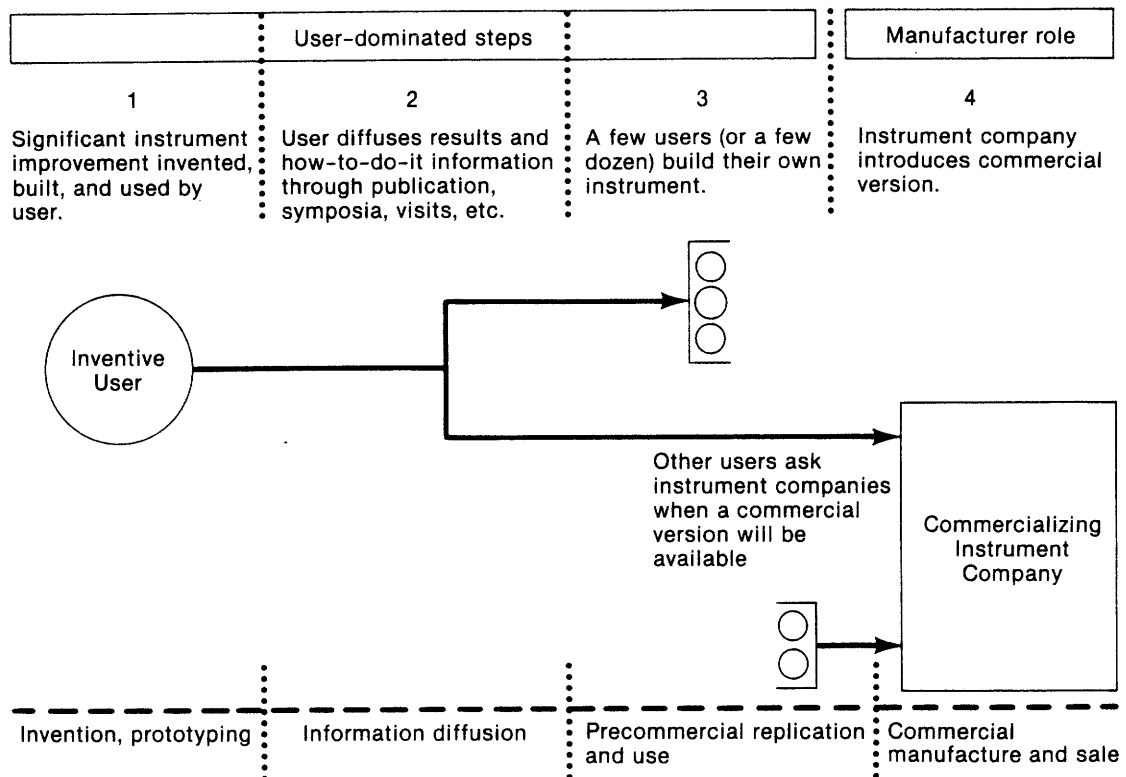 User-dominated steps
Manufacturer role
1
Significant instrument
improvement invented,
built, and used by
user.
2
User diffuses results and
how-to-do-it information
through publication,
symposia, visits, etc.
3
A few users (or a few
dozen) build their own
instrument.
4
Instrument company
introduces commercial
version.
Inventive
User
Other users ask
instrument companies
when a commercial
version will be
available
Commercializing
Instrument
Company
Invention, prototyping
Information diffusion
Precommercial replication
and use
Commercial
manufacture and sale